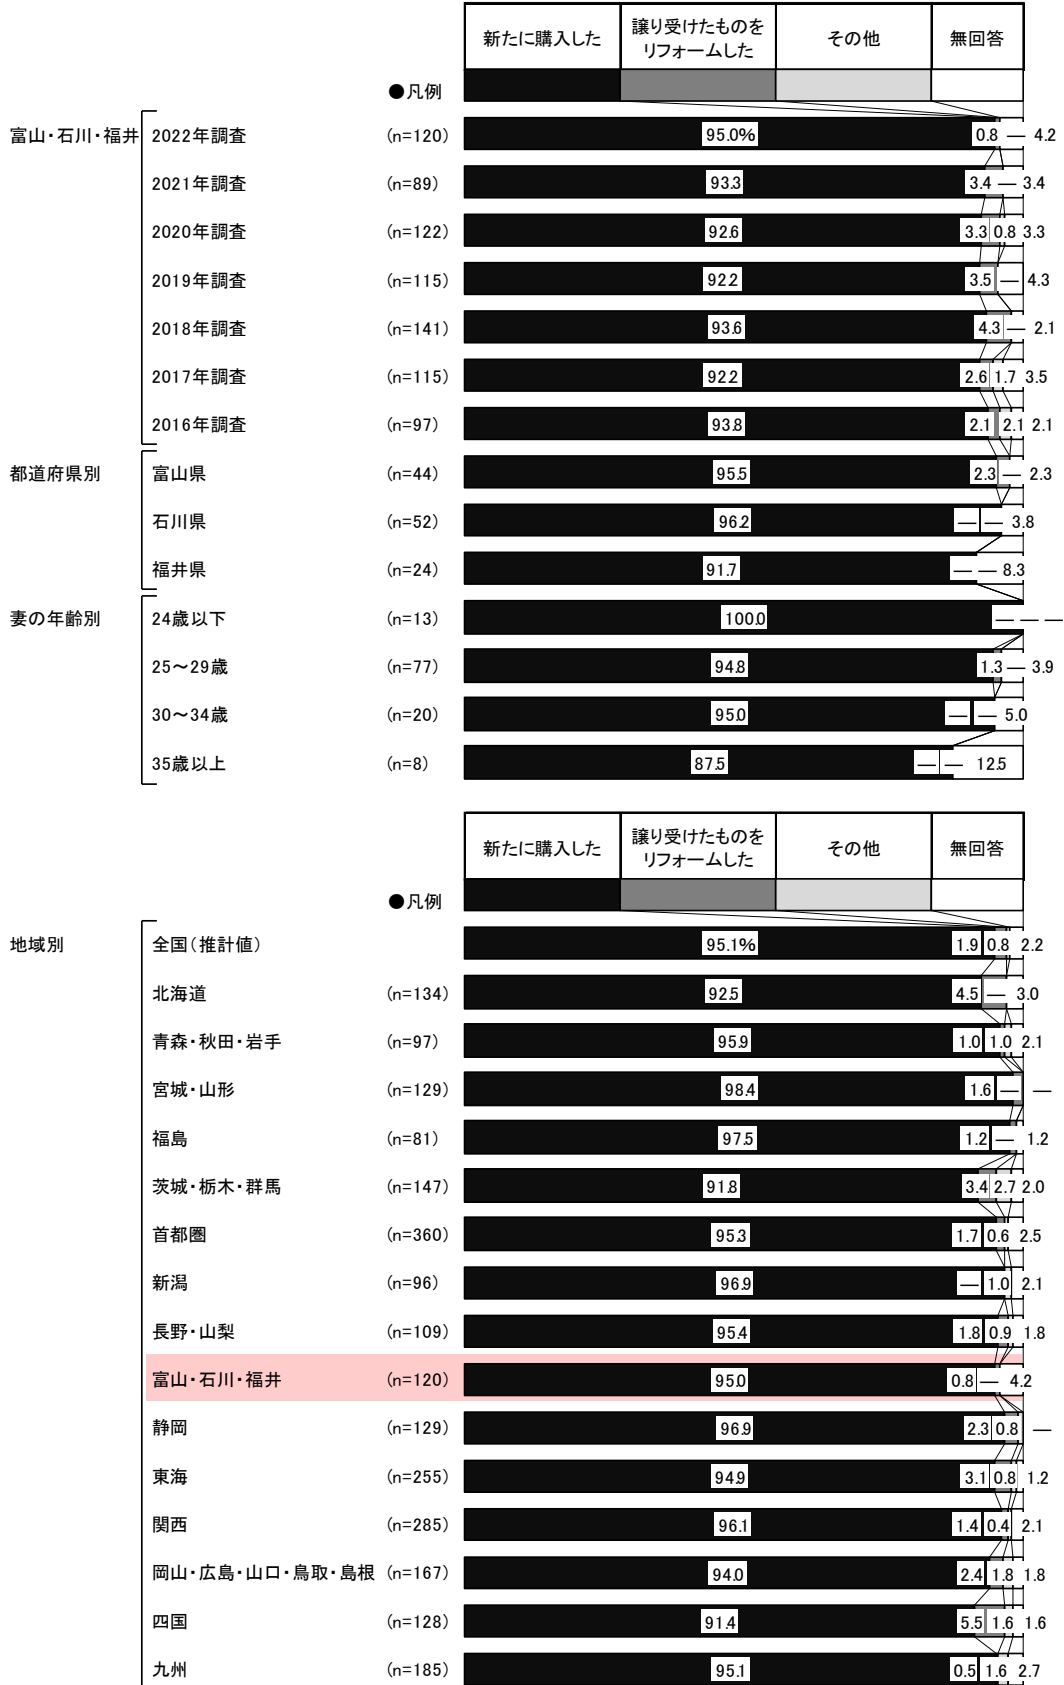 新たに購入した 譲り受けたものを
リフォームした その他 無回答
●凡例
富山・石川・福井 2022年調査 (n=120) 95.0% 0.8 — 4.2
2021年調査 (n=89) 93.3 3.4 — 3.4
2020年調査 (n=122) 92.6 3.3 0.8 3.3
2019年調査 (n=115) 92.2 3.5 — 4.3
2018年調査 (n=141) 93.6 4.3 — 2.1
2017年調査 (n=115) 92.2 2.6 1.7 3.5
2016年調査 (n=97) 93.8 2.1 2.1 2.1
都道府県別 富山県 (n=44) 95.5 2.3 — 2.3
石川県 (n=52) 96.2 — — 3.8
福井県 (n=24) 91.7 — — 8.3
妻の年齢別 24歳以下 (n=13) 100.0 — — —
25～29歳 (n=77) 94.8 1.3 — 3.9
30～34歳 (n=20) 95.0 — — 5.0
35歳以上 (n=8) 87.5 — — 12.5
新たに購入した 譲り受けたものを
リフォームした その他 無回答
●凡例
地域別 全国(推計値) 95.1% 1.9 0.8 2.2
北海道 (n=134) 92.5 4.5 — 3.0
青森・秋田・岩手 (n=97) 95.9 1.0 1.0 2.1
宮城・山形 (n=129) 98.4 1.6 — —
福島 (n=81) 97.5 1.2 — 1.2
茨城・栃木・群馬 (n=147) 91.8 3.4 2.7 2.0
首都圏 (n=360) 95.3 1.7 0.6 2.5
新潟 (n=96) 96.9 — 1.0 2.1
長野・山梨 (n=109) 95.4 1.8 0.9 1.8
富山・石川・福井 (n=120) 95.0 0.8 — 4.2
静岡 (n=129) 96.9 2.3 0.8 —
東海 (n=255) 94.9 3.1 0.8 1.2
関西 (n=285) 96.1 1.4 0.4 2.1
岡山・広島・山口・鳥取・島根 (n=167) 94.0 2.4 1.8 1.8
四国 (n=128) 91.4 5.5 1.6 1.6
九州 (n=185) 95.1 0.5 1.6 2.7